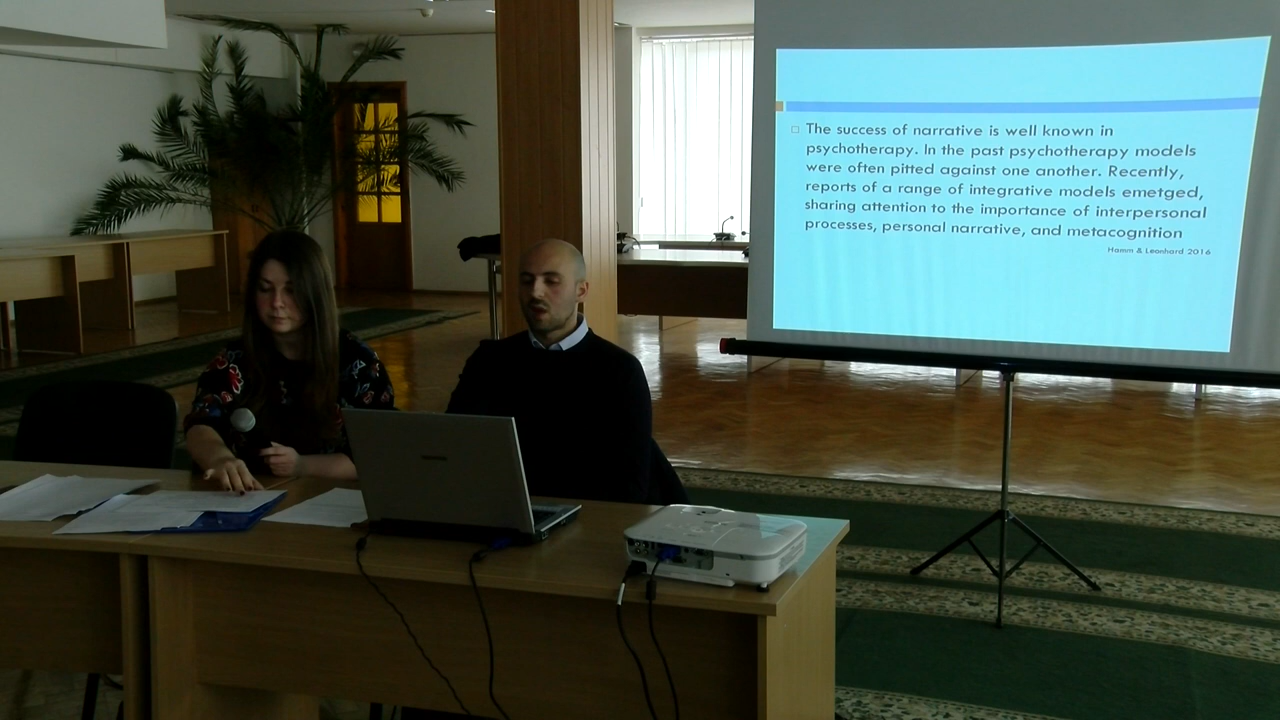 The success of narrative is well known in
psychotherapy. In the past psychotherapy models
were often pitted against one another. Recently,
reports of a range of integrative models emetged,
sharing attention to the importance of interpersonal
processes, personal narrative, and metacognition
Hamm & Leonhard 2016